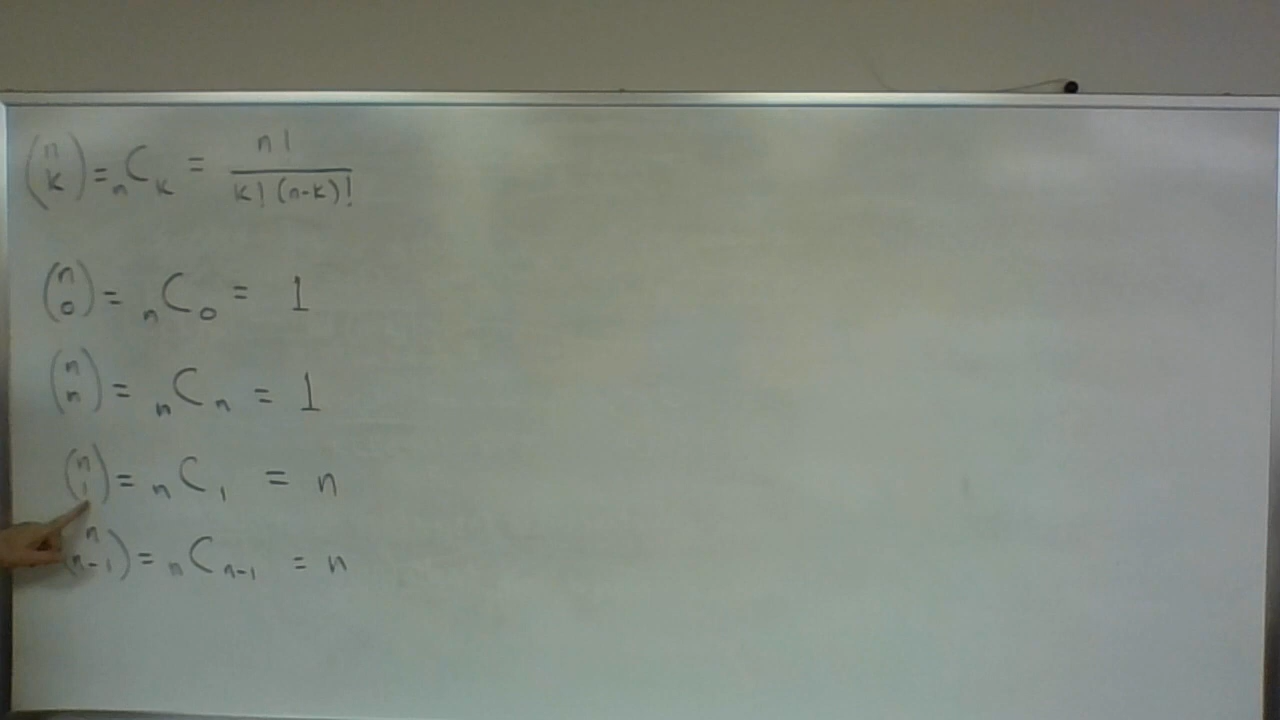 (n k) = nCk = n! / k!(n-k)!
(n 0) = nC0 = 1
(n n) = nCn = 1
(n 1) = nC1 = n
(n n-1) = nCn-1 = n